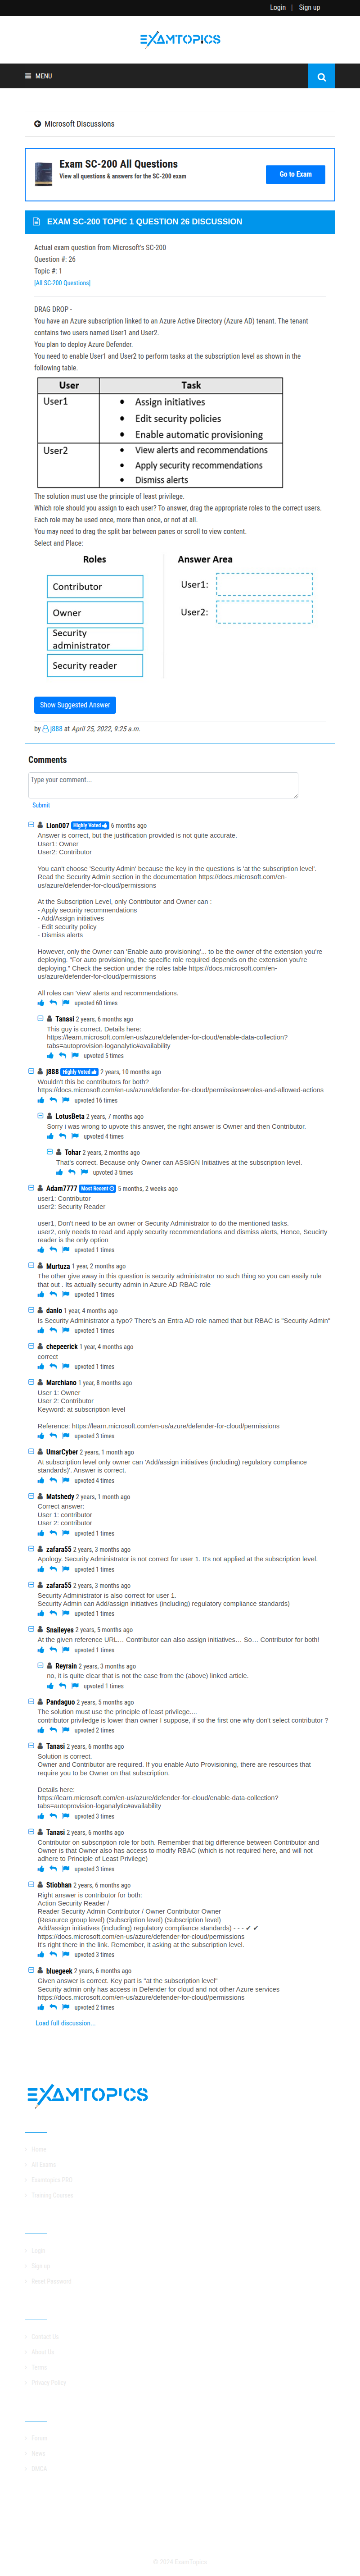 Login | Sign up
EXAMTOPICS
MENU
Microsoft Discussions
Exam SC-200 All Questions
View all questions & answers for the SC-200 exam
Go to Exam
EXAM SC-200 TOPIC 1 QUESTION 26 DISCUSSION
Actual exam question from Microsoft's SC-200
Question #: 26
Topic #: 1
[All SC-200 Questions]
DRAG DROP -
You have an Azure subscription linked to an Azure Active Directory (Azure AD) tenant. The tenant
contains two users named User1 and User2.
You plan to deploy Azure Defender.
You need to enable User1 and User2 to perform tasks at the subscription level as shown in the
following table.
User Task
User1 • Assign initiatives
• Edit security policies
• Enable automatic provisioning
User2 • View alerts and recommendations
• Apply security recommendations
• Dismiss alerts
The solution must use the principle of least privilege.
Which role should you assign to each user? To answer, drag the appropriate roles to the correct users.
Each role may be used once, more than once, or not at all.
You may need to drag the split bar between panes or scroll to view content.
Select and Place:
Roles Answer Area
Contributor User1:
Owner User2:
Security
administrator
Security reader
Show Suggested Answer
by j888 at April 25, 2022, 9:25 a.m.
Comments
Type your comment...
Submit
Lion007 Highly Voted 6 months ago
Answer is correct, but the justification provided is not quite accurate.
User1: Owner
User2: Contributor
You can't choose 'Security Admin' because the key in the questions is 'at the subscription level'.
Read the Security Admin section in the documentation https://docs.microsoft.com/en-
us/azure/defender-for-cloud/permissions
At the Subscription Level, only Contributor and Owner can :
- Apply security recommendations
- Add/Assign initiatives
- Edit security policy
- Dismiss alerts
However, only the Owner can 'Enable auto provisioning'... to be the owner of the extension you're
deploying. "For auto provisioning, the specific role required depends on the extension you're
deploying." Check the section under the roles table https://docs.microsoft.com/en-
us/azure/defender-for-cloud/permissions
All roles can 'view' alerts and recommendations.
upvoted 60 times
Tanasi 2 years, 6 months ago
This guy is correct. Details here:
https://learn.microsoft.com/en-us/azure/defender-for-cloud/enable-data-collection?
tabs=autoprovision-loganalytic#availability
upvoted 5 times
j888 Highly Voted 2 years, 10 months ago
Wouldn't this be contributors for both?
https://docs.microsoft.com/en-us/azure/defender-for-cloud/permissions#roles-and-allowed-actions
upvoted 16 times
LotusBeta 2 years, 7 months ago
Sorry i was wrong to upvote this answer, the right answer is Owner and then Contributor.
upvoted 4 times
Tohar 2 years, 2 months ago
That's correct. Because only Owner can ASSIGN Initiatives at the subscription level.
upvoted 3 times
Adam7777 Most Recent 5 months, 2 weeks ago
user1: Contributor
user2: Security Reader
user1, Don't need to be an owner or Security Administrator to do the mentioned tasks.
user2, only needs to read and apply security recommendations and dismiss alerts, Hence, Seucirty
reader is the only option
upvoted 1 times
Murtuza 1 year, 2 months ago
The other give away in this question is security administrator no such thing so you can easily rule
that out . Its actually security admin in Azure AD RBAC role
upvoted 1 times
danlo 1 year, 4 months ago
Is Security Administrator a typo? There's an Entra AD role named that but RBAC is "Security Admin"
upvoted 1 times
chepeerick 1 year, 4 months ago
correct
upvoted 1 times
Marchiano 1 year, 8 months ago
User 1: Owner
User 2: Contributor
Keyword: at subscription level
Reference: https://learn.microsoft.com/en-us/azure/defender-for-cloud/permissions
upvoted 3 times
UmarCyber 2 years, 1 month ago
At subscription level only owner can 'Add/assign initiatives (including) regulatory compliance
standards)'. Answer is correct.
upvoted 4 times
Matshedy 2 years, 1 month ago
Correct answer:
User 1: contributor
User 2: contributor
upvoted 1 times
zafara55 2 years, 3 months ago
Apology. Security Administrator is not correct for user 1. It's not applied at the subscription level.
upvoted 1 times
zafara55 2 years, 3 months ago
Security Administrator is also correct for user 1.
Security Admin can Add/assign initiatives (including) regulatory compliance standards)
upvoted 1 times
Snaileyes 2 years, 5 months ago
At the given reference URL… Contributor can also assign initiatives… So… Contributor for both!
upvoted 1 times
Reyrain 2 years, 3 months ago
no, it is quite clear that is not the case from the (above) linked article.
upvoted 1 times
Pandaguo 2 years, 5 months ago
The solution must use the principle of least privilege....
contributior priviledge is lower than owner I suppose, if so the first one why don't select contributor ?
upvoted 2 times
Tanasi 2 years, 6 months ago
Solution is correct.
Owner and Contributor are required. If you enable Auto Provisioning, there are resources that
require you to be Owner on that subscription.
Details here:
https://learn.microsoft.com/en-us/azure/defender-for-cloud/enable-data-collection?
tabs=autoprovision-loganalytic#availability
upvoted 3 times
Tanasi 2 years, 6 months ago
Contributor on subscription role for both. Remember that big difference between Contributor and
Owner is that Owner also has access to modify RBAC (which is not required here, and will not
adhere to Principle of Least Privilege)
upvoted 3 times
Stiobhan 2 years, 6 months ago
Right answer is contributor for both:
Action Security Reader /
Reader Security Admin Contributor / Owner Contributor Owner
(Resource group level) (Subscription level) (Subscription level)
Add/assign initiatives (including) regulatory compliance standards) - - - ✔ ✔
https://docs.microsoft.com/en-us/azure/defender-for-cloud/permissions
It's right there in the link. Remember, it asking at the subscription level.
upvoted 3 times
bluegeek 2 years, 6 months ago
Given answer is correct. Key part is "at the subscription level"
Security admin only has access in Defender for cloud and not other Azure services
https://docs.microsoft.com/en-us/azure/defender-for-cloud/permissions
upvoted 2 times
Load full discussion...
EXAMTOPICS
Home
All Exams
Examtopics PRO
Training Courses
Login
Sign up
Reset Password
Contact Us
About Us
Terms
Privacy Policy
Forum
News
DMCA
© 2024 ExamTopics